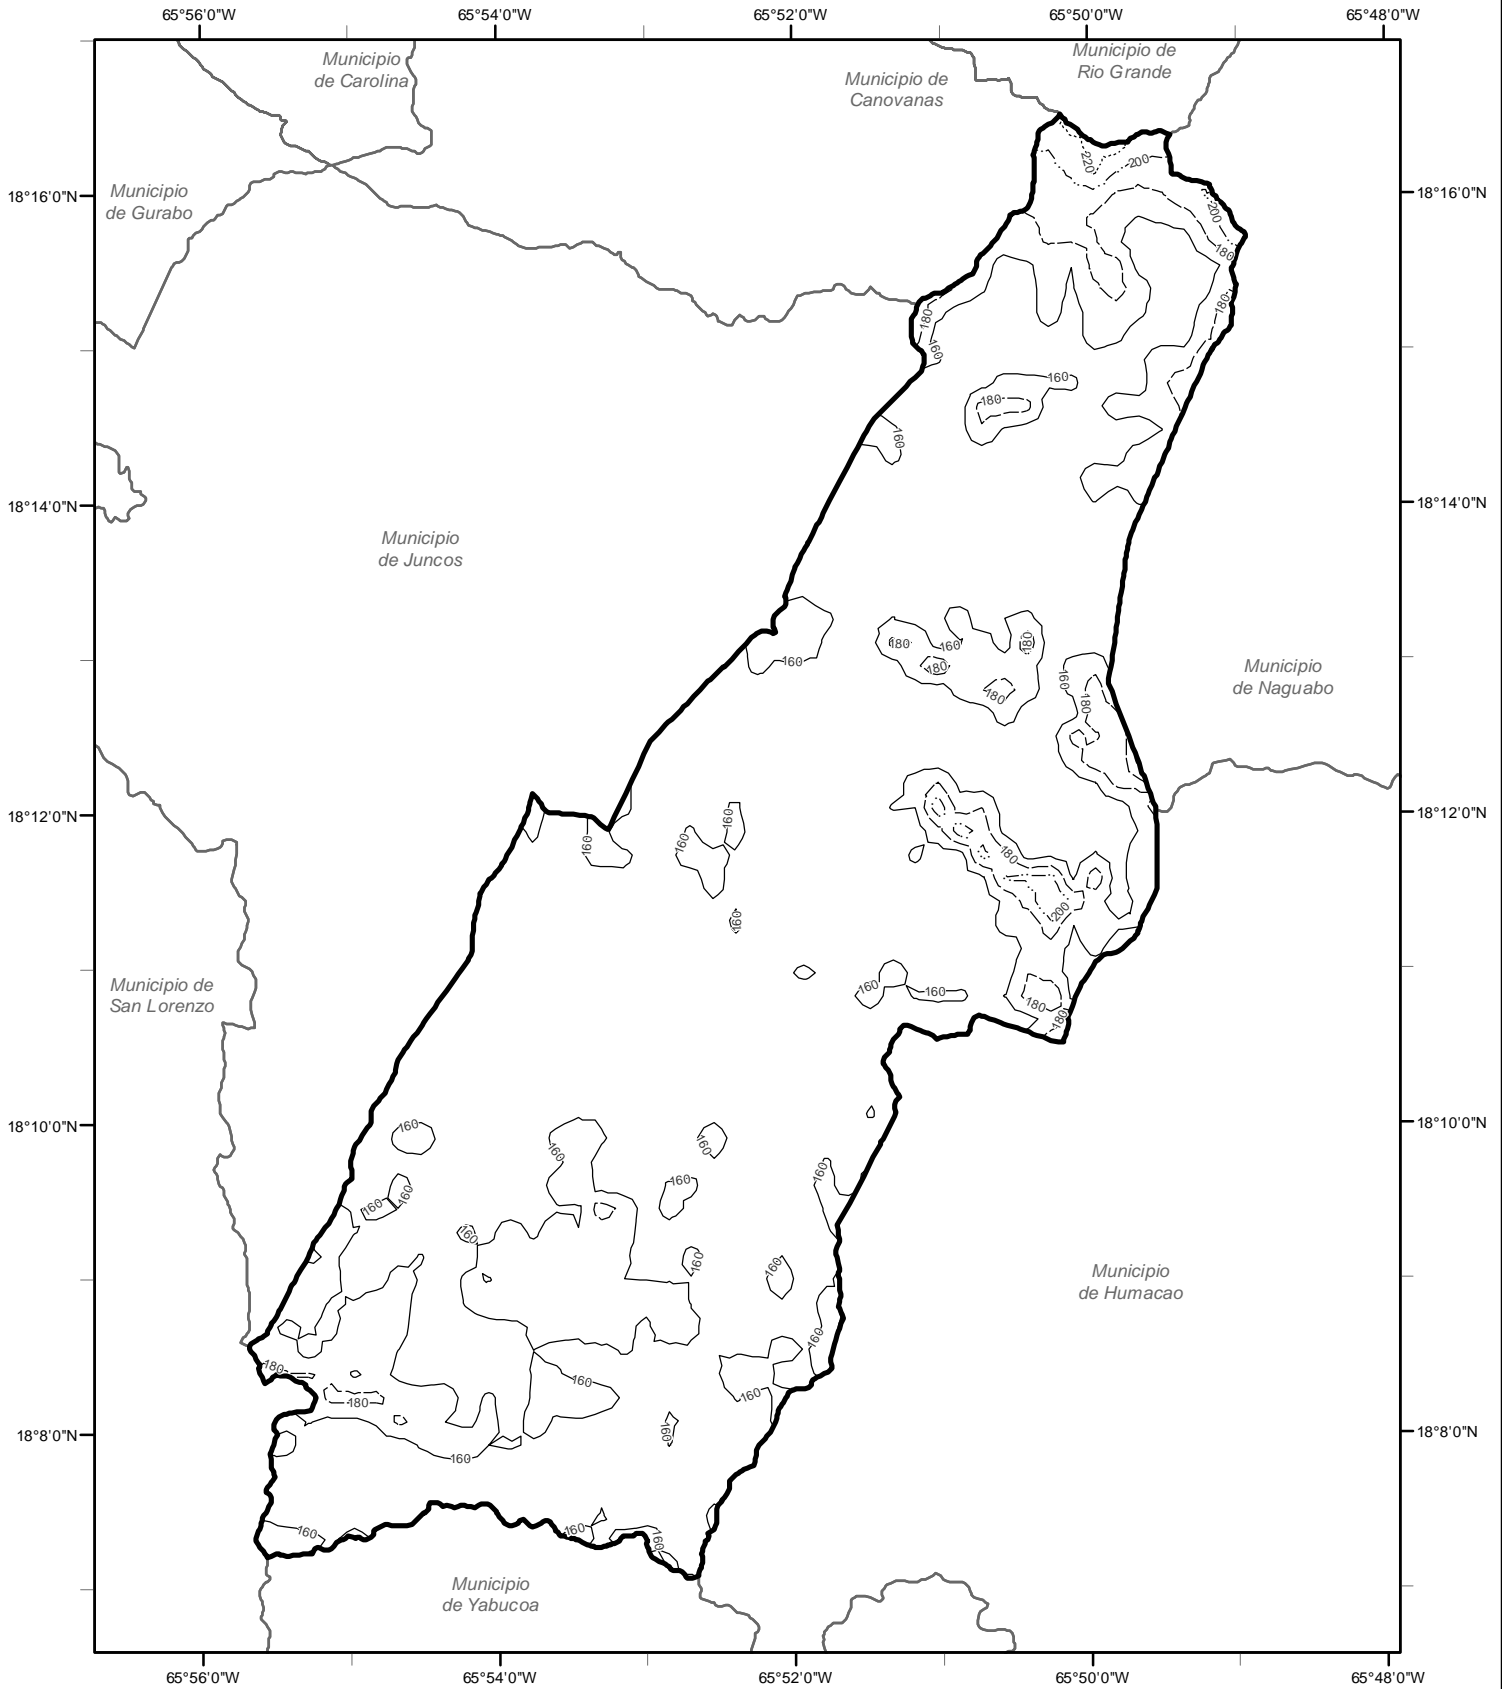 65°56'0"W
65°54'0"W
65°52'0"W
65°50'0"W
65°48'0"W
Municipio
de Carolina
Municipio de
Canovanas
Municipio de
Rio Grande
220
200
18°16'0"N
18°16'0"N
Municipio
de Gurabo
200
180
180
180
160
160
180
160
18°14'0"N
18°14'0"N
Municipio
de Juncos
180
160
180
180
160
180
160
180
Municipio
de Naguabo
18°12'0"N
18°12'0"N
160
160
160
180
200
160
Municipio de
San Lorenzo
160
160
180
180
18°10'0"N
18°10'0"N
160
160
160
160
160
160
160
160
160
160
160
Municipio
de Humacao
160
180
160
180
160
160
18°8'0"N
18°8'0"N
160
160
160
160
Municipio
de Yabucoa
65°56'0"W
65°54'0"W
65°52'0"W
65°50'0"W
65°48'0"W